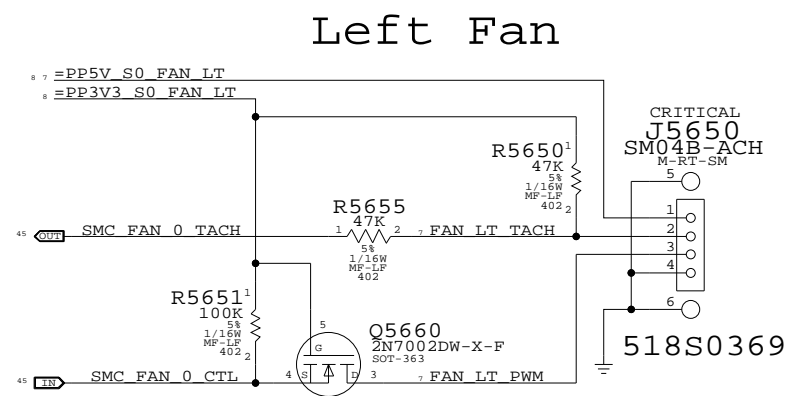 Left Fan
8 7 =PP5V_S0_FAN_LT
8 =PP3V3_S0_FAN_LT
CRITICAL
J5650
SM04B-ACH
M-RT-SM
5
R5650 1
47K
5%
1/16W
MF-LF
402 2
1
2
3
4
6
518S0369
R5655
47K
1 2
5%
1/16W
MF-LF
402
45 OUT SMC_FAN_0_TACH
7 FAN_LT_TACH
R5651 1
100K
5%
1/16W
MF-LF
402 2
5
G
Q5660
2N7002DW-X-F
SOT-363
4 S D 3
45 IN SMC_FAN_0_CTL
7 FAN_LT_PWM